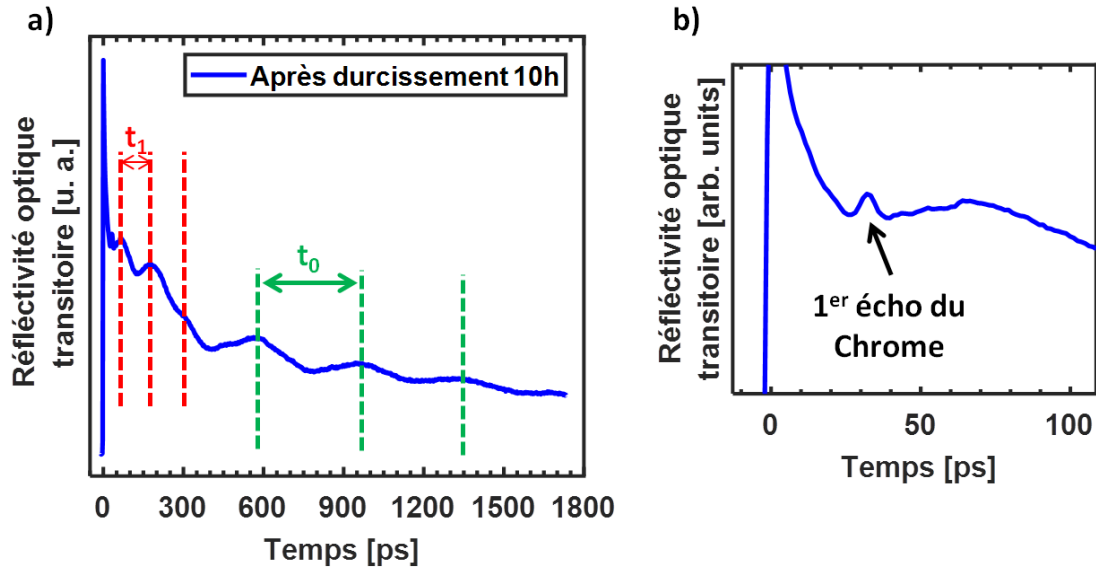 a)
Réfléctivité optique
transitoire [u. a.]
Après durcissement 10h
t1
t0
0 300 600 900 1200 1500 1800
Temps [ps]
b)
Réfléctivité optique
transitoire [arb. units]
1er écho du
Chrome
0 50 100
Temps [ps]